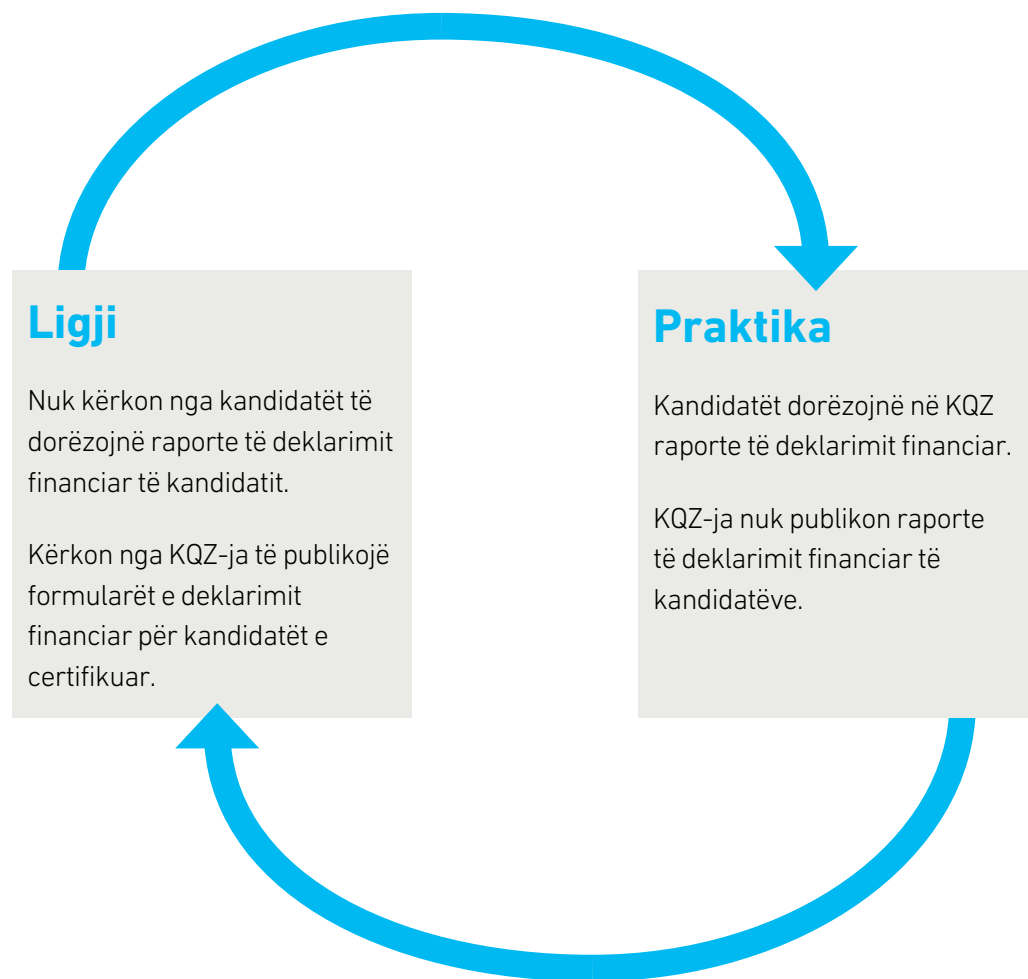 Ligji
Nuk kërkon nga kandidatët të
dorëzojnë raporte të deklarimit
financiar të kandidatit.
Kërkon nga KQZ-ja të publikojë
formularët e deklarimit
financiar për kandidatët e
certifikuar.
Praktika
Kandidatët dorëzojnë në KQZ
raporte të deklarimit financiar.
KQZ-ja nuk publikon raporte
të deklarimit financiar të
kandidatëve.